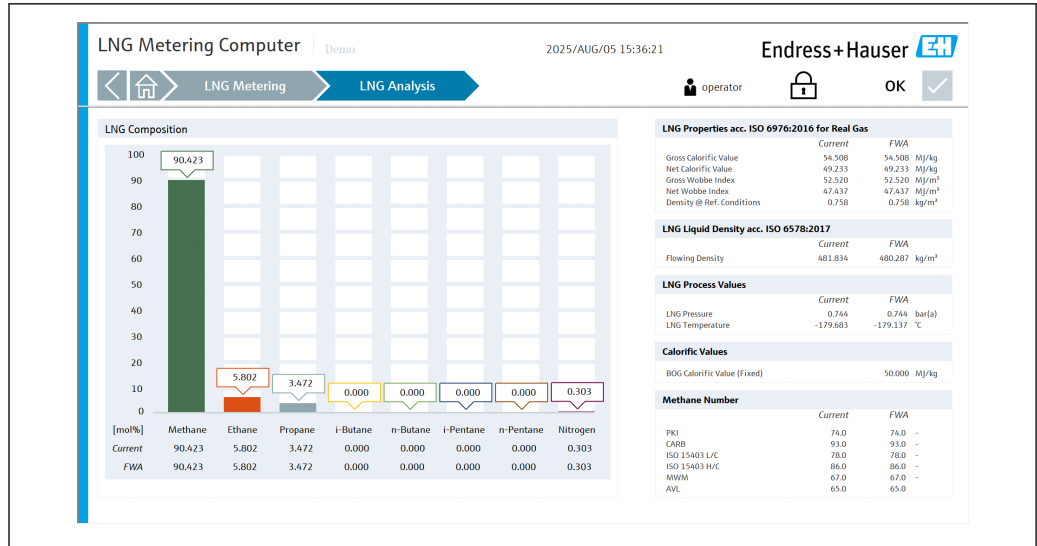 LNG Metering Computer Demo 2025/AUG/05 15:36:21 Endress+Hauser EH
LNG Metering LNG Analysis operator OK
LNG Composition
100 90.423
90
80
70
60
50
40
30
20
10 5.802 3.472 0.000 0.000 0.000 0.000 0.303
0
[mol%] Methane Ethane Propane i-Butane n-Butane i-Pentane n-Pentane Nitrogen
Current 90.423 5.802 3.472 0.000 0.000 0.000 0.000 0.303
FWA 90.423 5.802 3.472 0.000 0.000 0.000 0.000 0.303
LNG Properties acc. ISO 6976:2016 for Real Gas
Current FWA
Gross Calorific Value 54.508 54.508 MJ/kg
Net Calorific Value 49.233 49.233 MJ/kg
Gross Wobbe Index 52.520 52.520 MJ/m³
Net Wobbe Index 47.437 47.437 MJ/m³
Density @ Ref. Conditions 0.758 0.758 kg/m³
LNG Liquid Density acc. ISO 6578:2017
Current FWA
Flowing Density 481.834 480.287 kg/m³
LNG Process Values
Current FWA
LNG Pressure 0.744 0.744 bar(a)
LNG Temperature -179.683 -179.137 °C
Calorific Values
BOG Calorific Value (Fixed) 50.000 MJ/kg
Methane Number
Current FWA
PKI 74.0 74.0 -
CARB 93.0 93.0 -
ISO 15403 L/C 78.0 78.0 -
ISO 15403 H/C 86.0 86.0 -
MWM 67.0 67.0 -
AVL 65.0 65.0